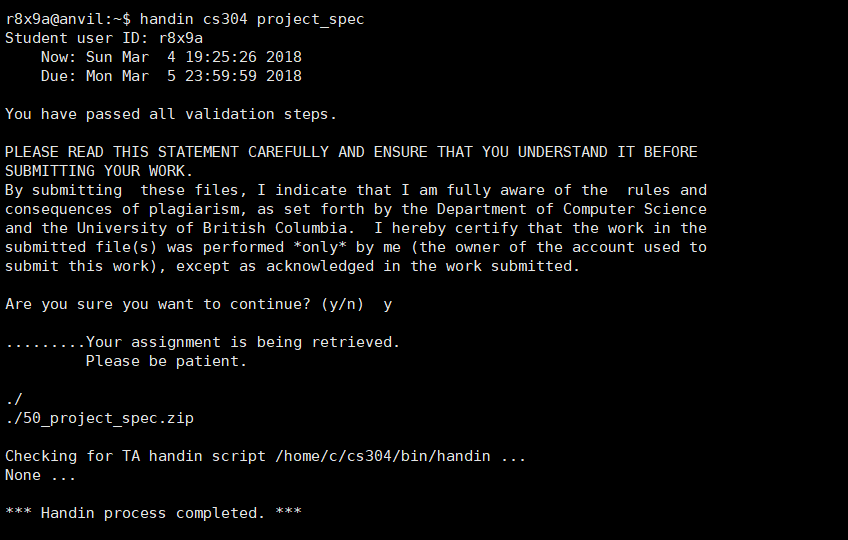 r8x9a@anvil:~$ handin cs304 project_spec
Student user ID: r8x9a
    Now: Sun Mar  4 19:25:26 2018
    Due: Mon Mar  5 23:59:59 2018

You have passed all validation steps.

PLEASE READ THIS STATEMENT CAREFULLY AND ENSURE THAT YOU UNDERSTAND IT BEFORE
SUBMITTING YOUR WORK.
By submitting  these files, I indicate that I am fully aware of the  rules and
consequences of plagiarism, as set forth by the Department of Computer Science
and the University of British Columbia.  I hereby certify that the work in the
submitted file(s) was performed *only* by me (the owner of the account used to
submit this work), except as acknowledged in the work submitted.

Are you sure you want to continue? (y/n)  y

.........Your assignment is being retrieved.
         Please be patient.

./
./50_project_spec.zip

Checking for TA handin script /home/c/cs304/bin/handin ...
None ...

*** Handin process completed. ***